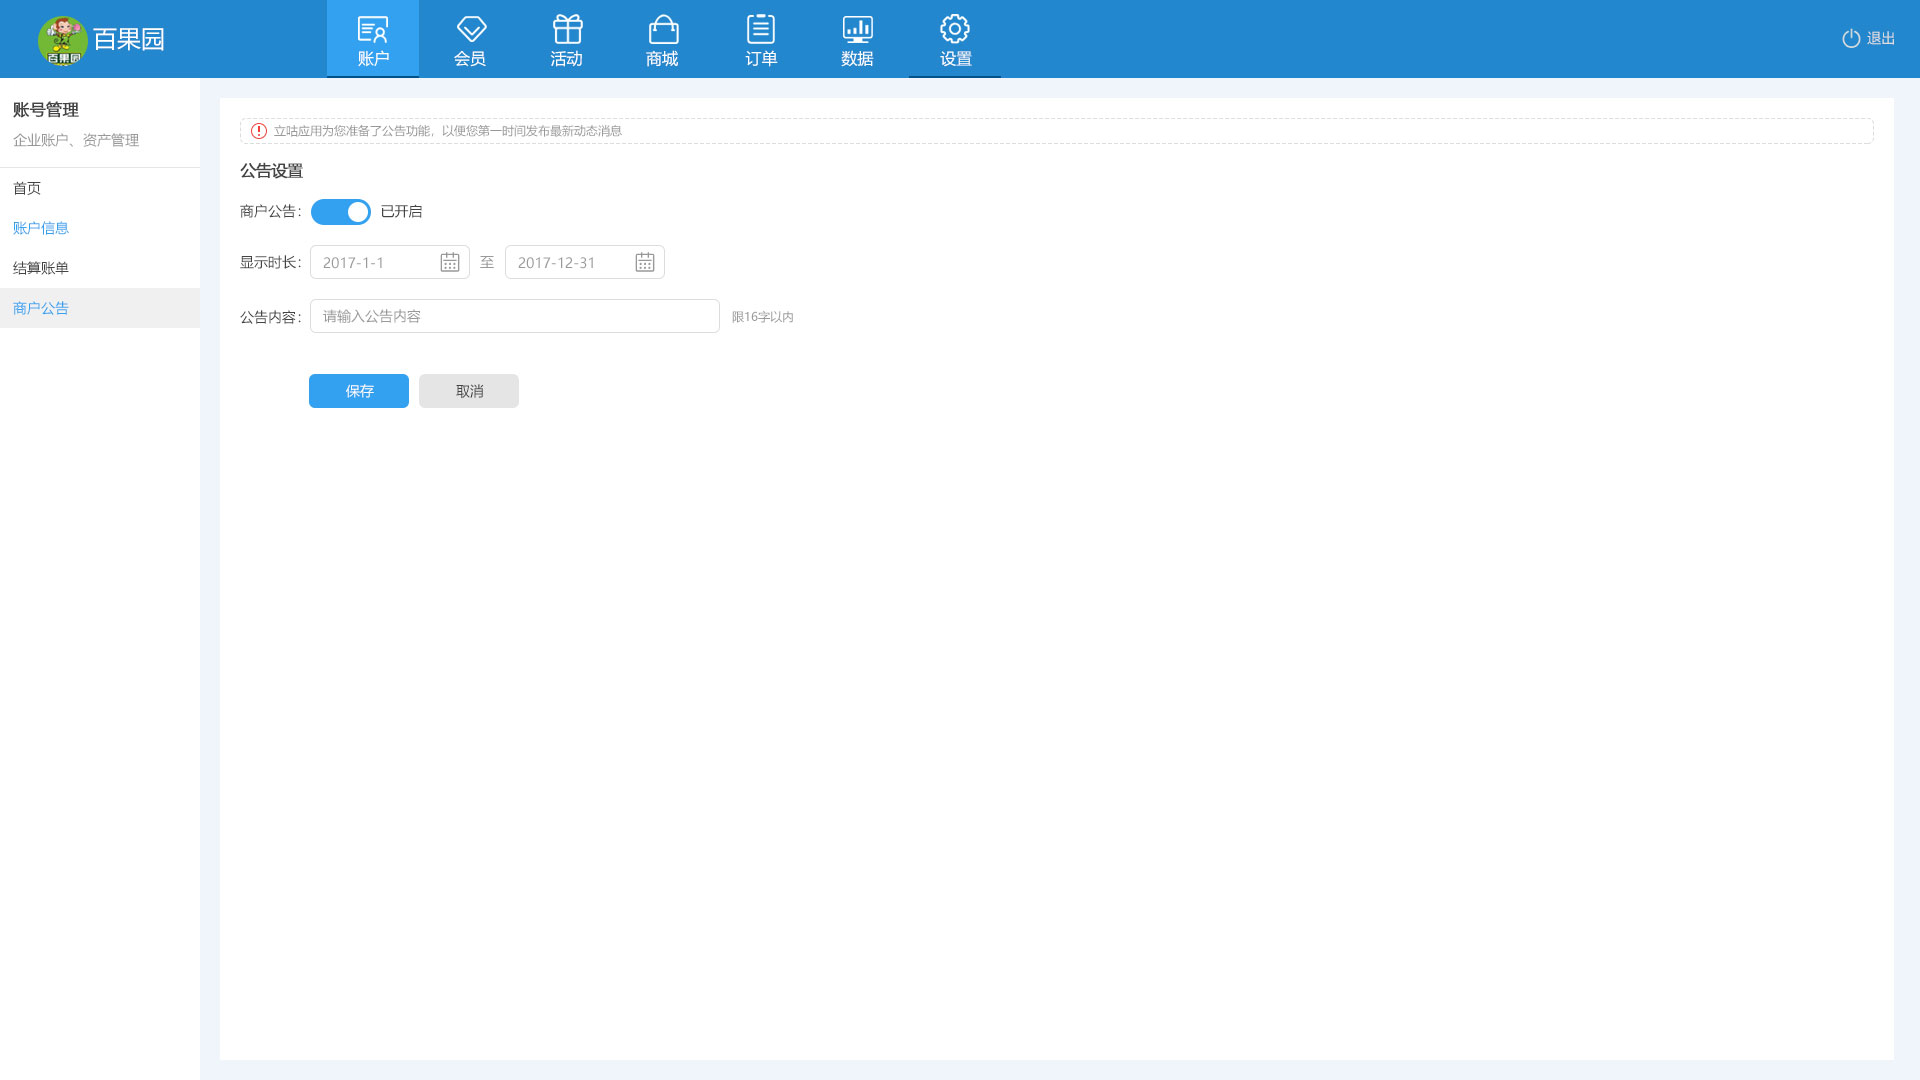 百果园
百果园
账户
会员
活动
商城
订单
数据
设置
退出
账号管理
企业账户、资产管理
首页
账户信息
结算账单
商户公告
立咕应用为您准备了公告功能，以便您第一时间发布最新动态消息
公告设置
商户公告: 已开启
显示时长: 2017-1-1 至 2017-12-31
公告内容: 请输入公告内容 限16字以内
保存 取消